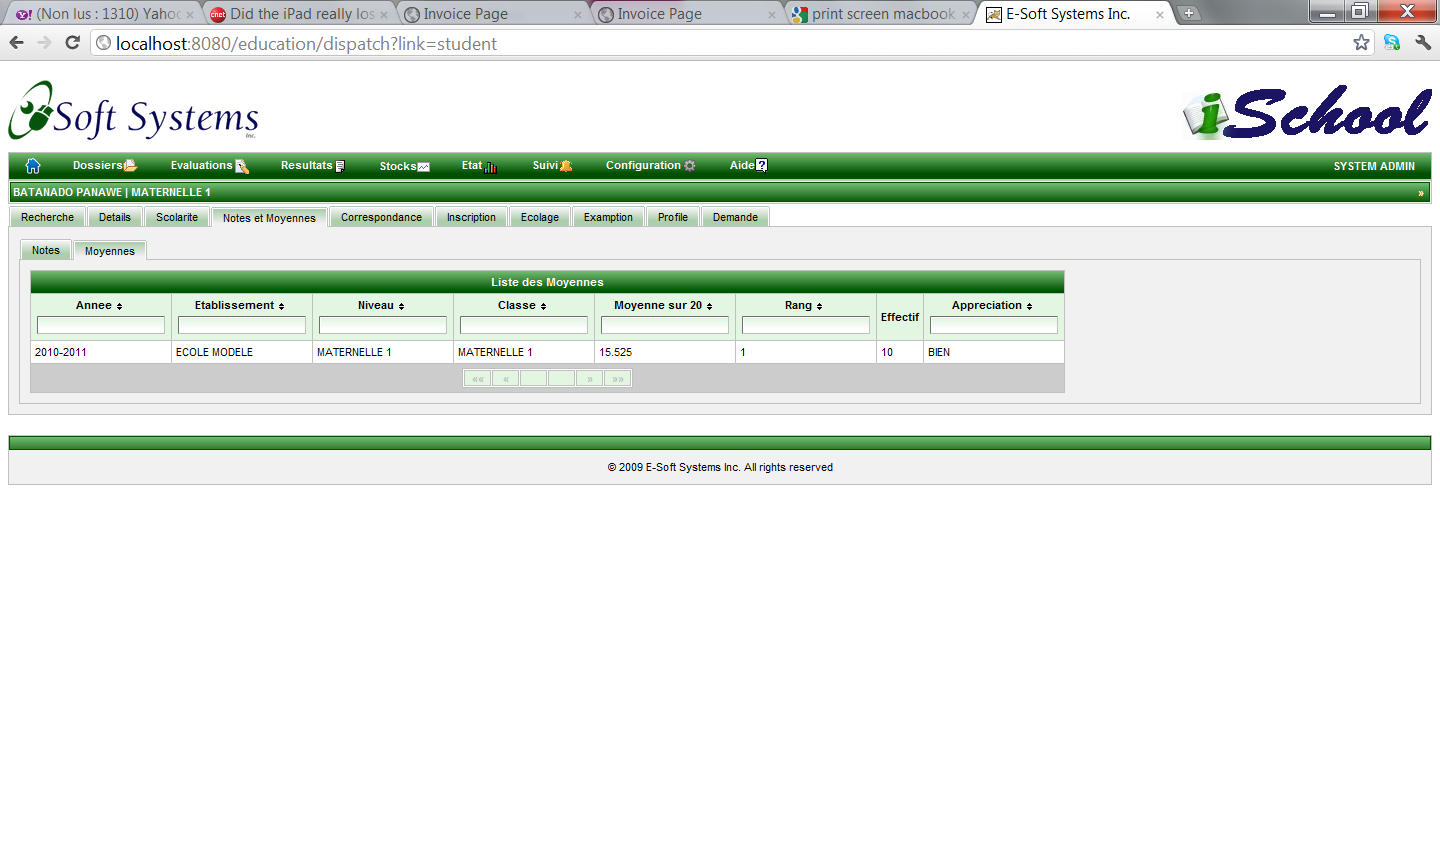 (Non lus : 1310) Yahoo Did the iPad really los Invoice Page Invoice Page print screen macbook E-Soft Systems Inc.
localhost:8080/education/dispatch?link=student
Soft Systems Inc.
iSchool
Dossiers Evaluations Resultats Stocks Etat Suivi Configuration Aide SYSTEM ADMIN
BATANADO PANAWE | MATERNELLE 1 »
Recherche Details Scolarite Notes et Moyennes Correspondance Inscription Ecolage Examption Profile Demande
Notes Moyennes
Liste des Moyennes
Annee Etablissement Niveau Classe Moyenne sur 20 Rang Effectif Appreciation
2010-2011 ECOLE MODELE MATERNELLE 1 MATERNELLE 1 15.525 1 10 BIEN
«« « » »»
© 2009 E-Soft Systems Inc. All rights reserved